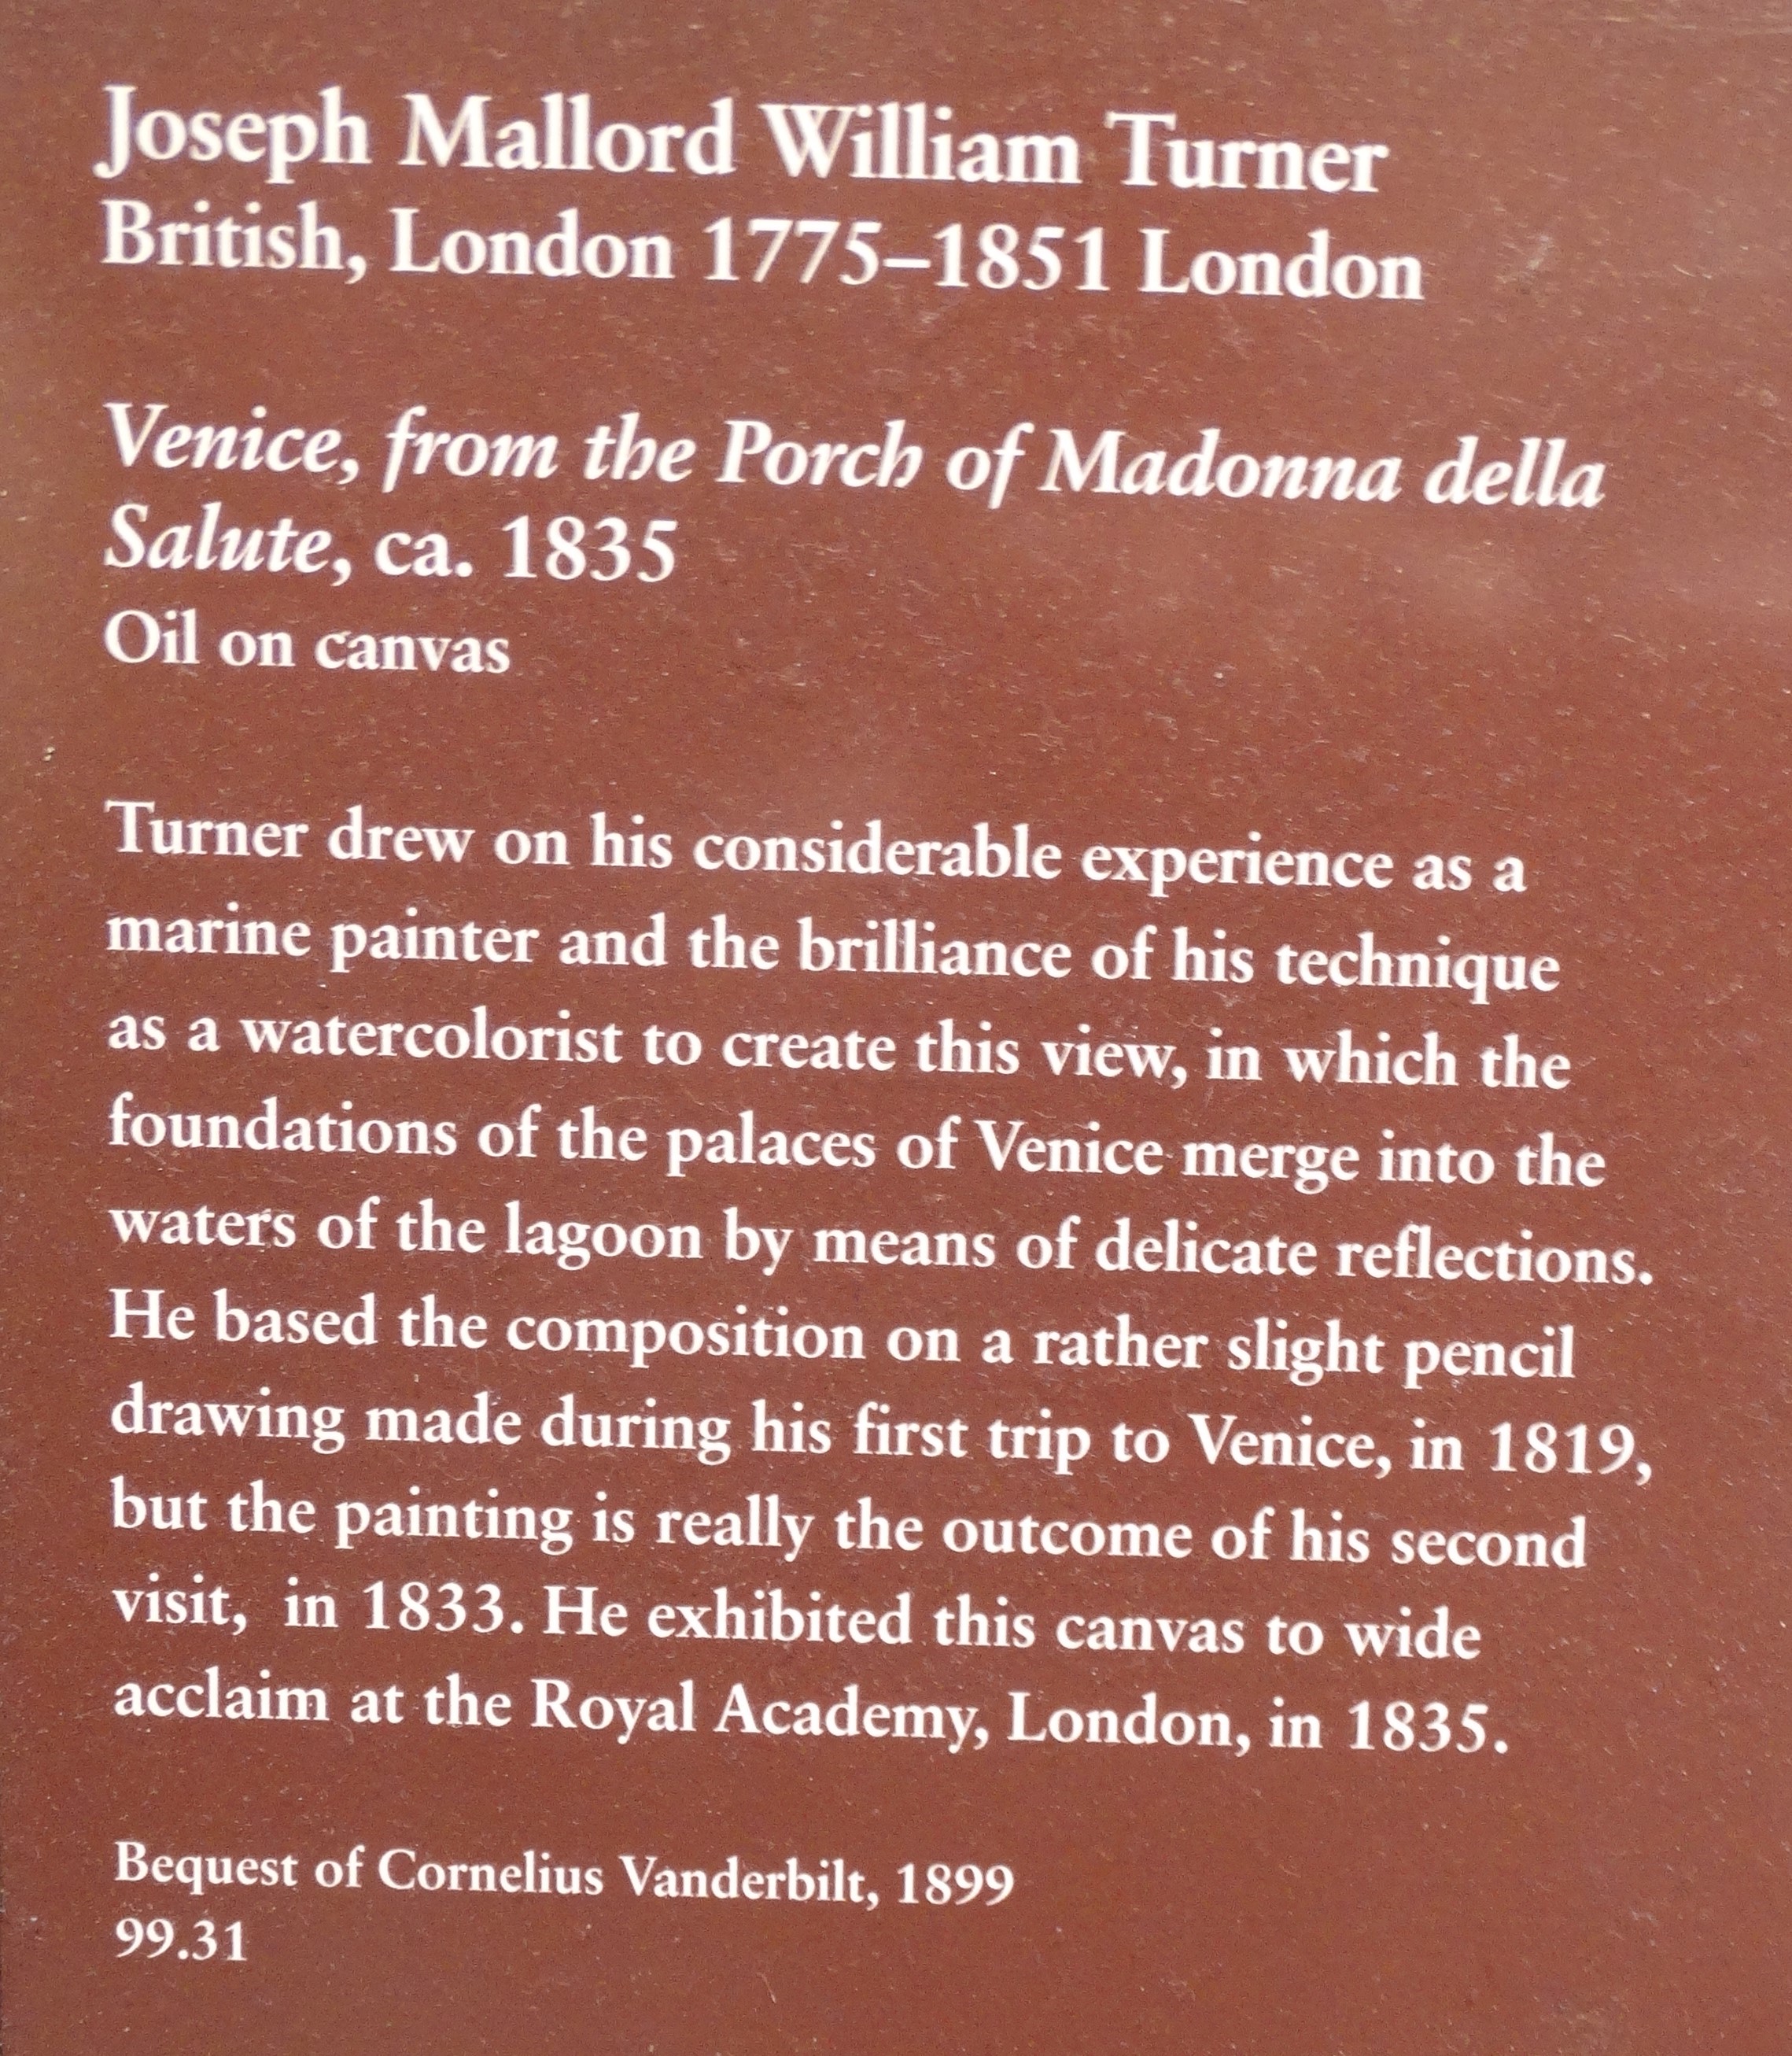 Joseph Mallord William Turner
British, London 1775–1851 London
Venice, from the Porch of Madonna della
Salute, ca. 1835
Oil on canvas
Turner drew on his considerable experience as a
marine painter and the brilliance of his technique
as a watercolorist to create this view, in which the
foundations of the palaces of Venice merge into the
waters of the lagoon by means of delicate reflections.
He based the composition on a rather slight pencil
drawing made during his first trip to Venice, in 1819,
but the painting is really the outcome of his second
visit,  in 1833. He exhibited this canvas to wide
acclaim at the Royal Academy, London, in 1835.
Bequest of Cornelius Vanderbilt, 1899
99.31